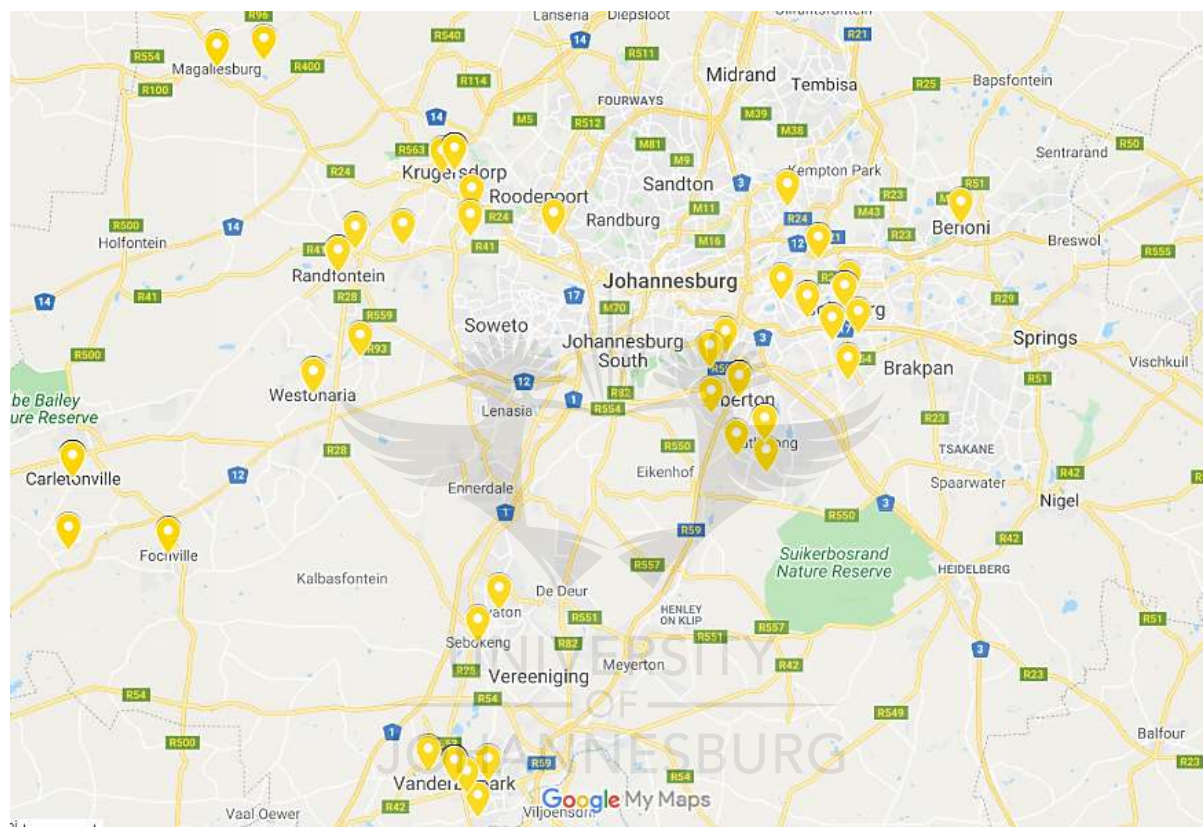 R96
Lanseria Diepsloot
R21
R554
R540
14
R511
Magaliesburg
R400
R114
Midrand
R25
Bapsfontein
R100
Tembisa
FOURWAYS
M39
14
M5
R512
M38
R50
R563
M81
Sentrarand
Krugersdorp
M9
Kempton Park
R24
Sandton
3
R51
Roodepoort
M11
R24
M43
R23
R500
14
R24
Randburg
Benoni
Holfontein
R41
M16
12
R21
R23
Breswol
R555
Randfontein
Johannesburg
14
R41
R28
17
R29
R559
M70
Soweto
Johannesburg
South
3
Springs
R93
R500
Vischkuil
12
Brakpan
Westonaria
R82
R51
1
Lenasia
R554
R23
R550
TSAKANE
Carletonville
12
Eikenhof
R42
Spaarwater
Ennerdale
Nigel
1
3
R550
R59
R42
Fochville
Suikerbosrand
Nature Reserve
R557
HEIDELBERG
Kalbasfontein
De Deur
HENLEY
ON KLIP
R551
R557
R51
R82
R551
Sebokeng
UNIVERSITY
R28
Meyerton
3
Vereeniging
R42
R23
R54
R54
OF
R549
1
Balfour
R500
JOHANNESBURG
R59
R23
R54
R42
Google My Maps
Vaal Oewer